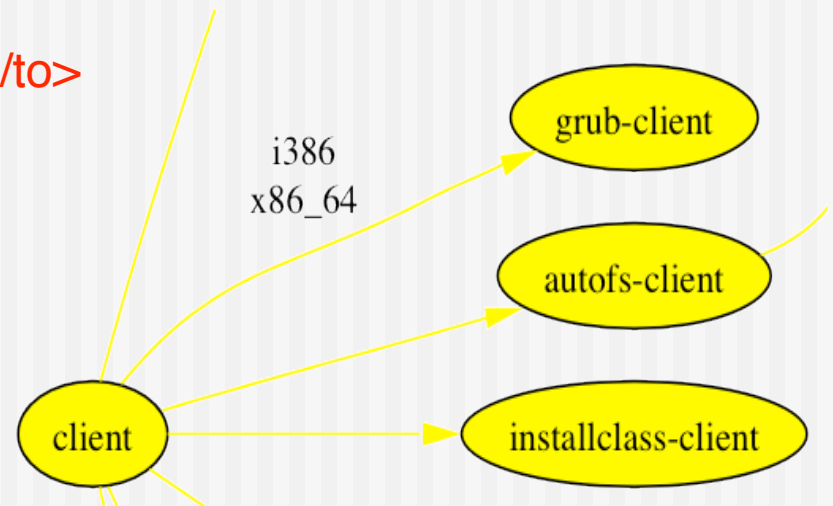 /to>
i386
x86_64
grub-client
autofs-client
client
installclass-client